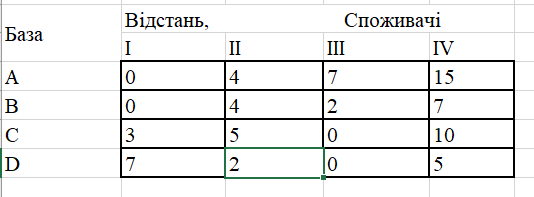 База Відстань, Споживачі
I II III IV
A 0 4 7 15
B 0 4 2 7
C 3 5 0 10
D 7 2 0 5